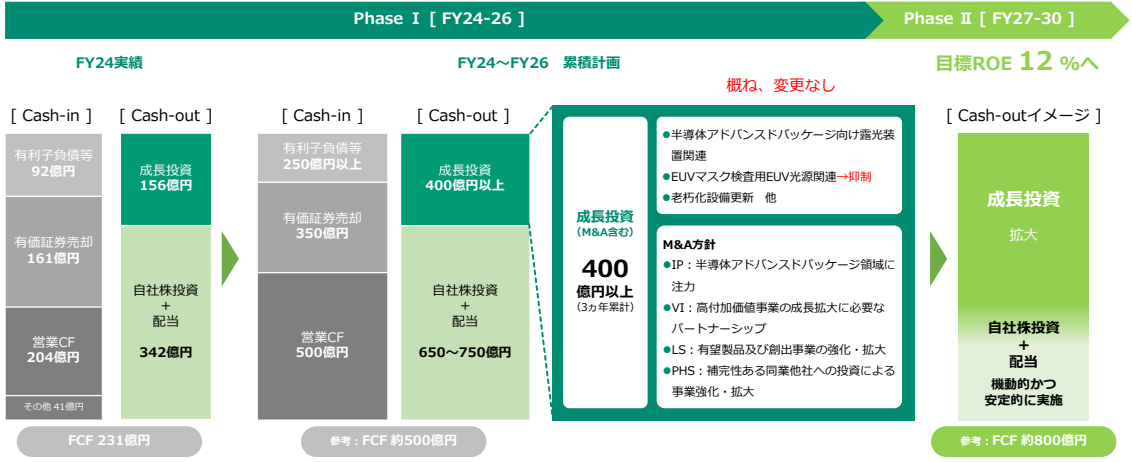 Phase Ⅰ [ FY24-26 ]
Phase Ⅱ [ FY27-30 ]
FY24実績
FY24～FY26　累積計画
目標ROE 12 %へ
概ね、変更なし
[ Cash-in ]
[ Cash-out ]
[ Cash-in ]
[ Cash-out ]
[ Cash-outイメージ ]
有利子負債等
92億円
有価証券売却
161億円
営業CF
204億円
その他 41億円
成長投資
156億円
自社株投資
+
配当
342億円
FCF 231億円
有利子負債等
250億円以上
有価証券売却
350億円
営業CF
500億円
成長投資
400億円以上
自社株投資
+
配当
650～750億円
参考：FCF 約500億円
成長投資
（M&A含む）
400
億円以上
（3ヵ年累計）
●半導体アドバンスドパッケージ向け露光装
置関連
●EUVマスク検査用EUV光源関連→抑制
●老朽化設備更新　他
M&A方針
●IP：半導体アドバンスドパッケージ領域に
注力
●VI：高付加価値事業の成長拡大に必要な
パートナーシップ
●LS：有望製品及び創出事業の強化・拡大
●PHS：補完性ある同業他社への投資による
事業強化・拡大
成長投資
拡大
自社株投資
+
配当
機動的かつ
安定的に実施
参考：FCF 約800億円